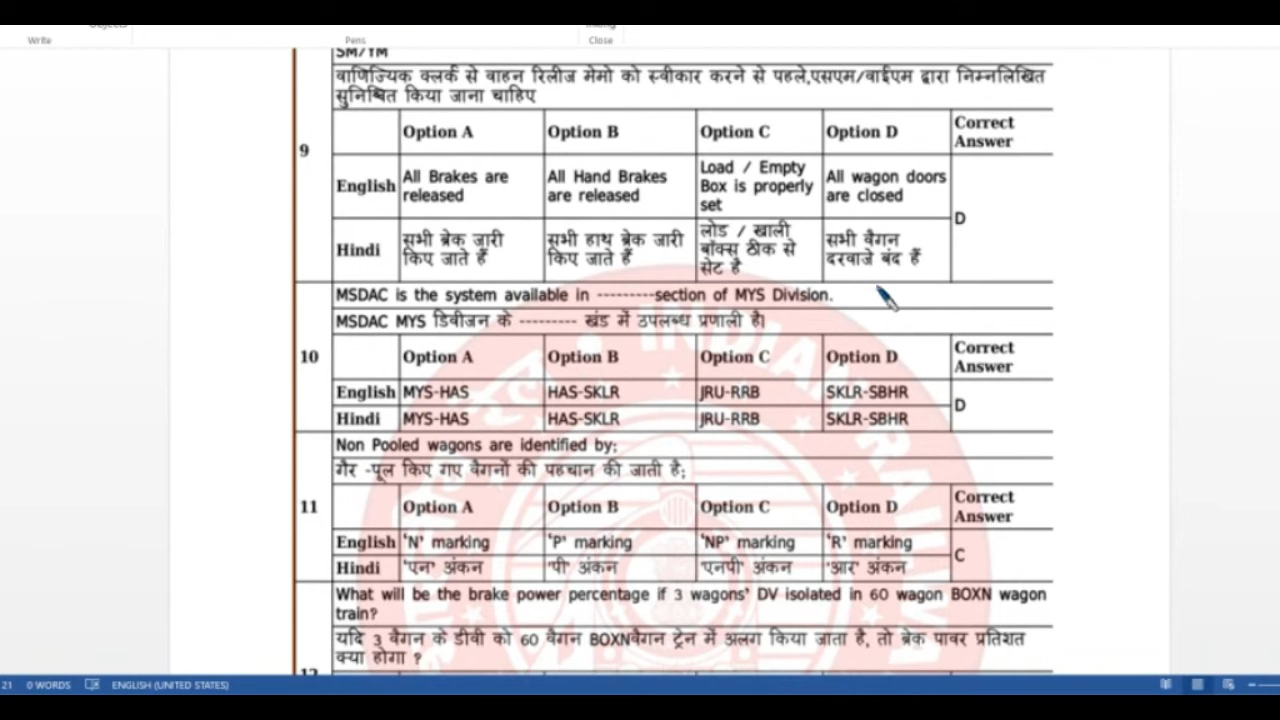 Write
Pens
Close
SM/YM
वाणिज्यिक क्लर्क से वाहन रिलीज मेमो को स्वीकार करने से पहले,एसएम/वाईएम द्वारा निम्नलिखित
सुनिश्चित किया जाना चाहिए
9
Option A Option B Option C Option D Correct Answer
English All Brakes are released All Hand Brakes are released Load / Empty Box is properly set All wagon doors are closed D
Hindi सभी ब्रेक जारी किए जाते हैं सभी हाथ ब्रेक जारी किए जाते हैं लोड / खाली बॉक्स ठीक से सेट है सभी वैगन दरवाजे बंद हैं
MSDAC is the system available in ---------section of MYS Division.
MSDAC MYS डिवीजन के --------- खंड में उपलब्ध प्रणाली है।
10
Option A Option B Option C Option D Correct Answer
English MYS-HAS HAS-SKLR JRU-RRB SKLR-SBHR D
Hindi MYS-HAS HAS-SKLR JRU-RRB SKLR-SBHR
Non Pooled wagons are identified by;
गैर -पूल किए गए वैगनों की पहचान की जाती है;
11
Option A Option B Option C Option D Correct Answer
English 'N' marking 'P' marking 'NP' marking 'R' marking C
Hindi 'एन' अंकन 'पी' अंकन 'एनपी' अंकन 'आर' अंकन
What will be the brake power percentage if 3 wagons' DV isolated in 60 wagon BOXN wagon
train?
यदि 3 वैगन के डीवी को 60 वैगन BOXNवैगन ट्रेन में अलग किया जाता है, तो ब्रेक पावर प्रतिशत
क्या होगा ?
INDIAN RAILWA
21 0 WORDS ENGLISH (UNITED STATES)